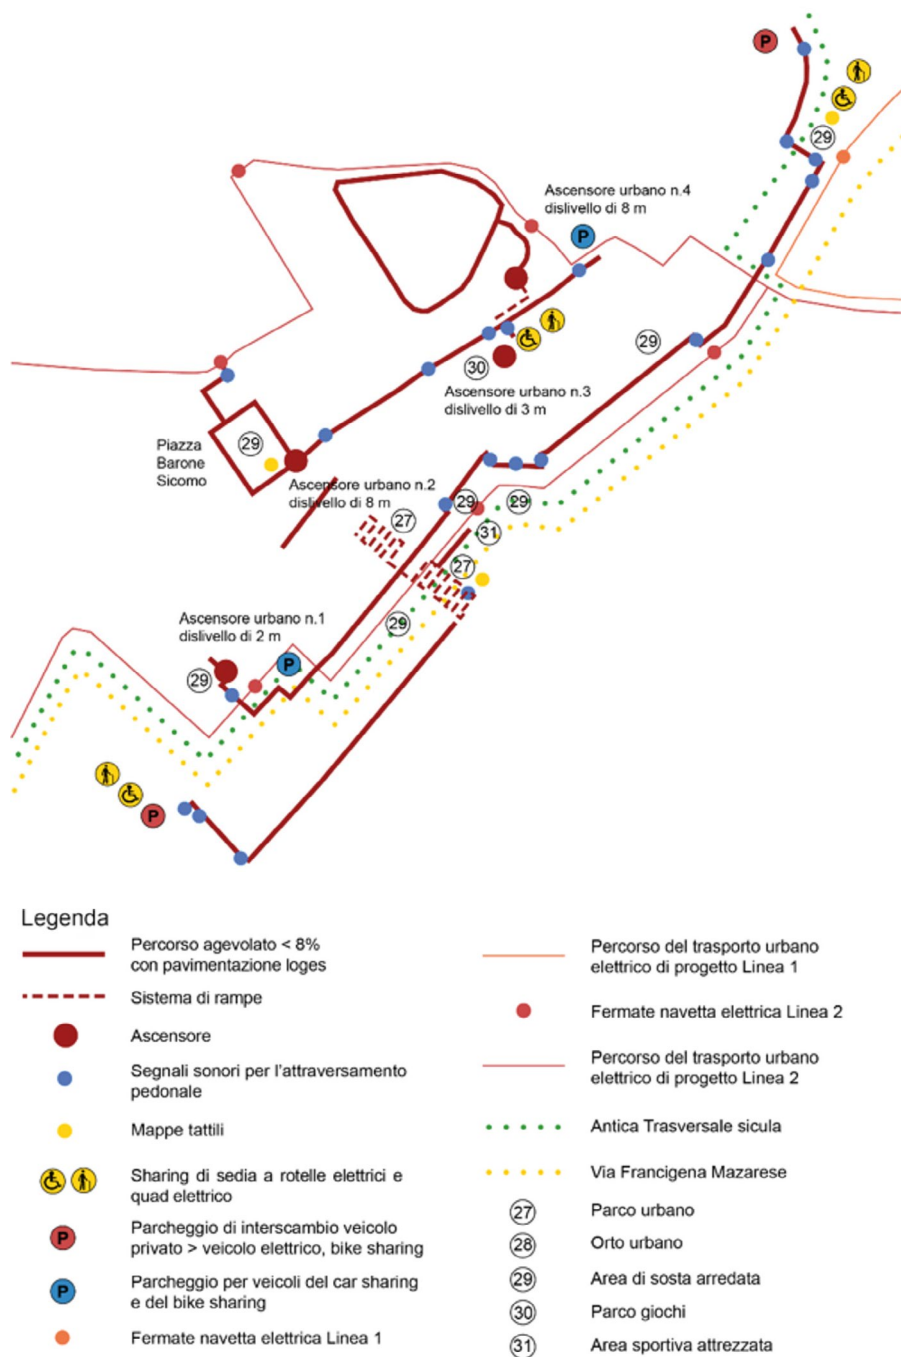 P
29
Ascensore urbano n.4
dislivello di 8 m
P
29
30
Ascensore urbano n.3
dislivello di 3 m
29
Piazza
Barone
Sicomo
Ascensore urbano n.2
dislivello di 8 m
29
29
27
31
27
29
Ascensore urbano n.1
dislivello di 2 m
P
29
P
Legenda
Percorso agevolato < 8%
con pavimentazione loges
Sistema di rampe
Ascensore
Segnali sonori per l'attraversamento
pedonale
Mappe tattili
Sharing di sedia a rotelle elettrici e
quad elettrico
P
Parcheggio di interscambio veicolo
privato > veicolo elettrico, bike sharing
P
Parcheggio per veicoli del car sharing
e del bike sharing
Fermate navetta elettrica Linea 1
Percorso del trasporto urbano
elettrico di progetto Linea 1
Fermate navetta elettrica Linea 2
Percorso del trasporto urbano
elettrico di progetto Linea 2
Antica Trasversale sicula
Via Francigena Mazarese
27 Parco urbano
28 Orto urbano
29 Area di sosta arredata
30 Parco giochi
31 Area sportiva attrezzata